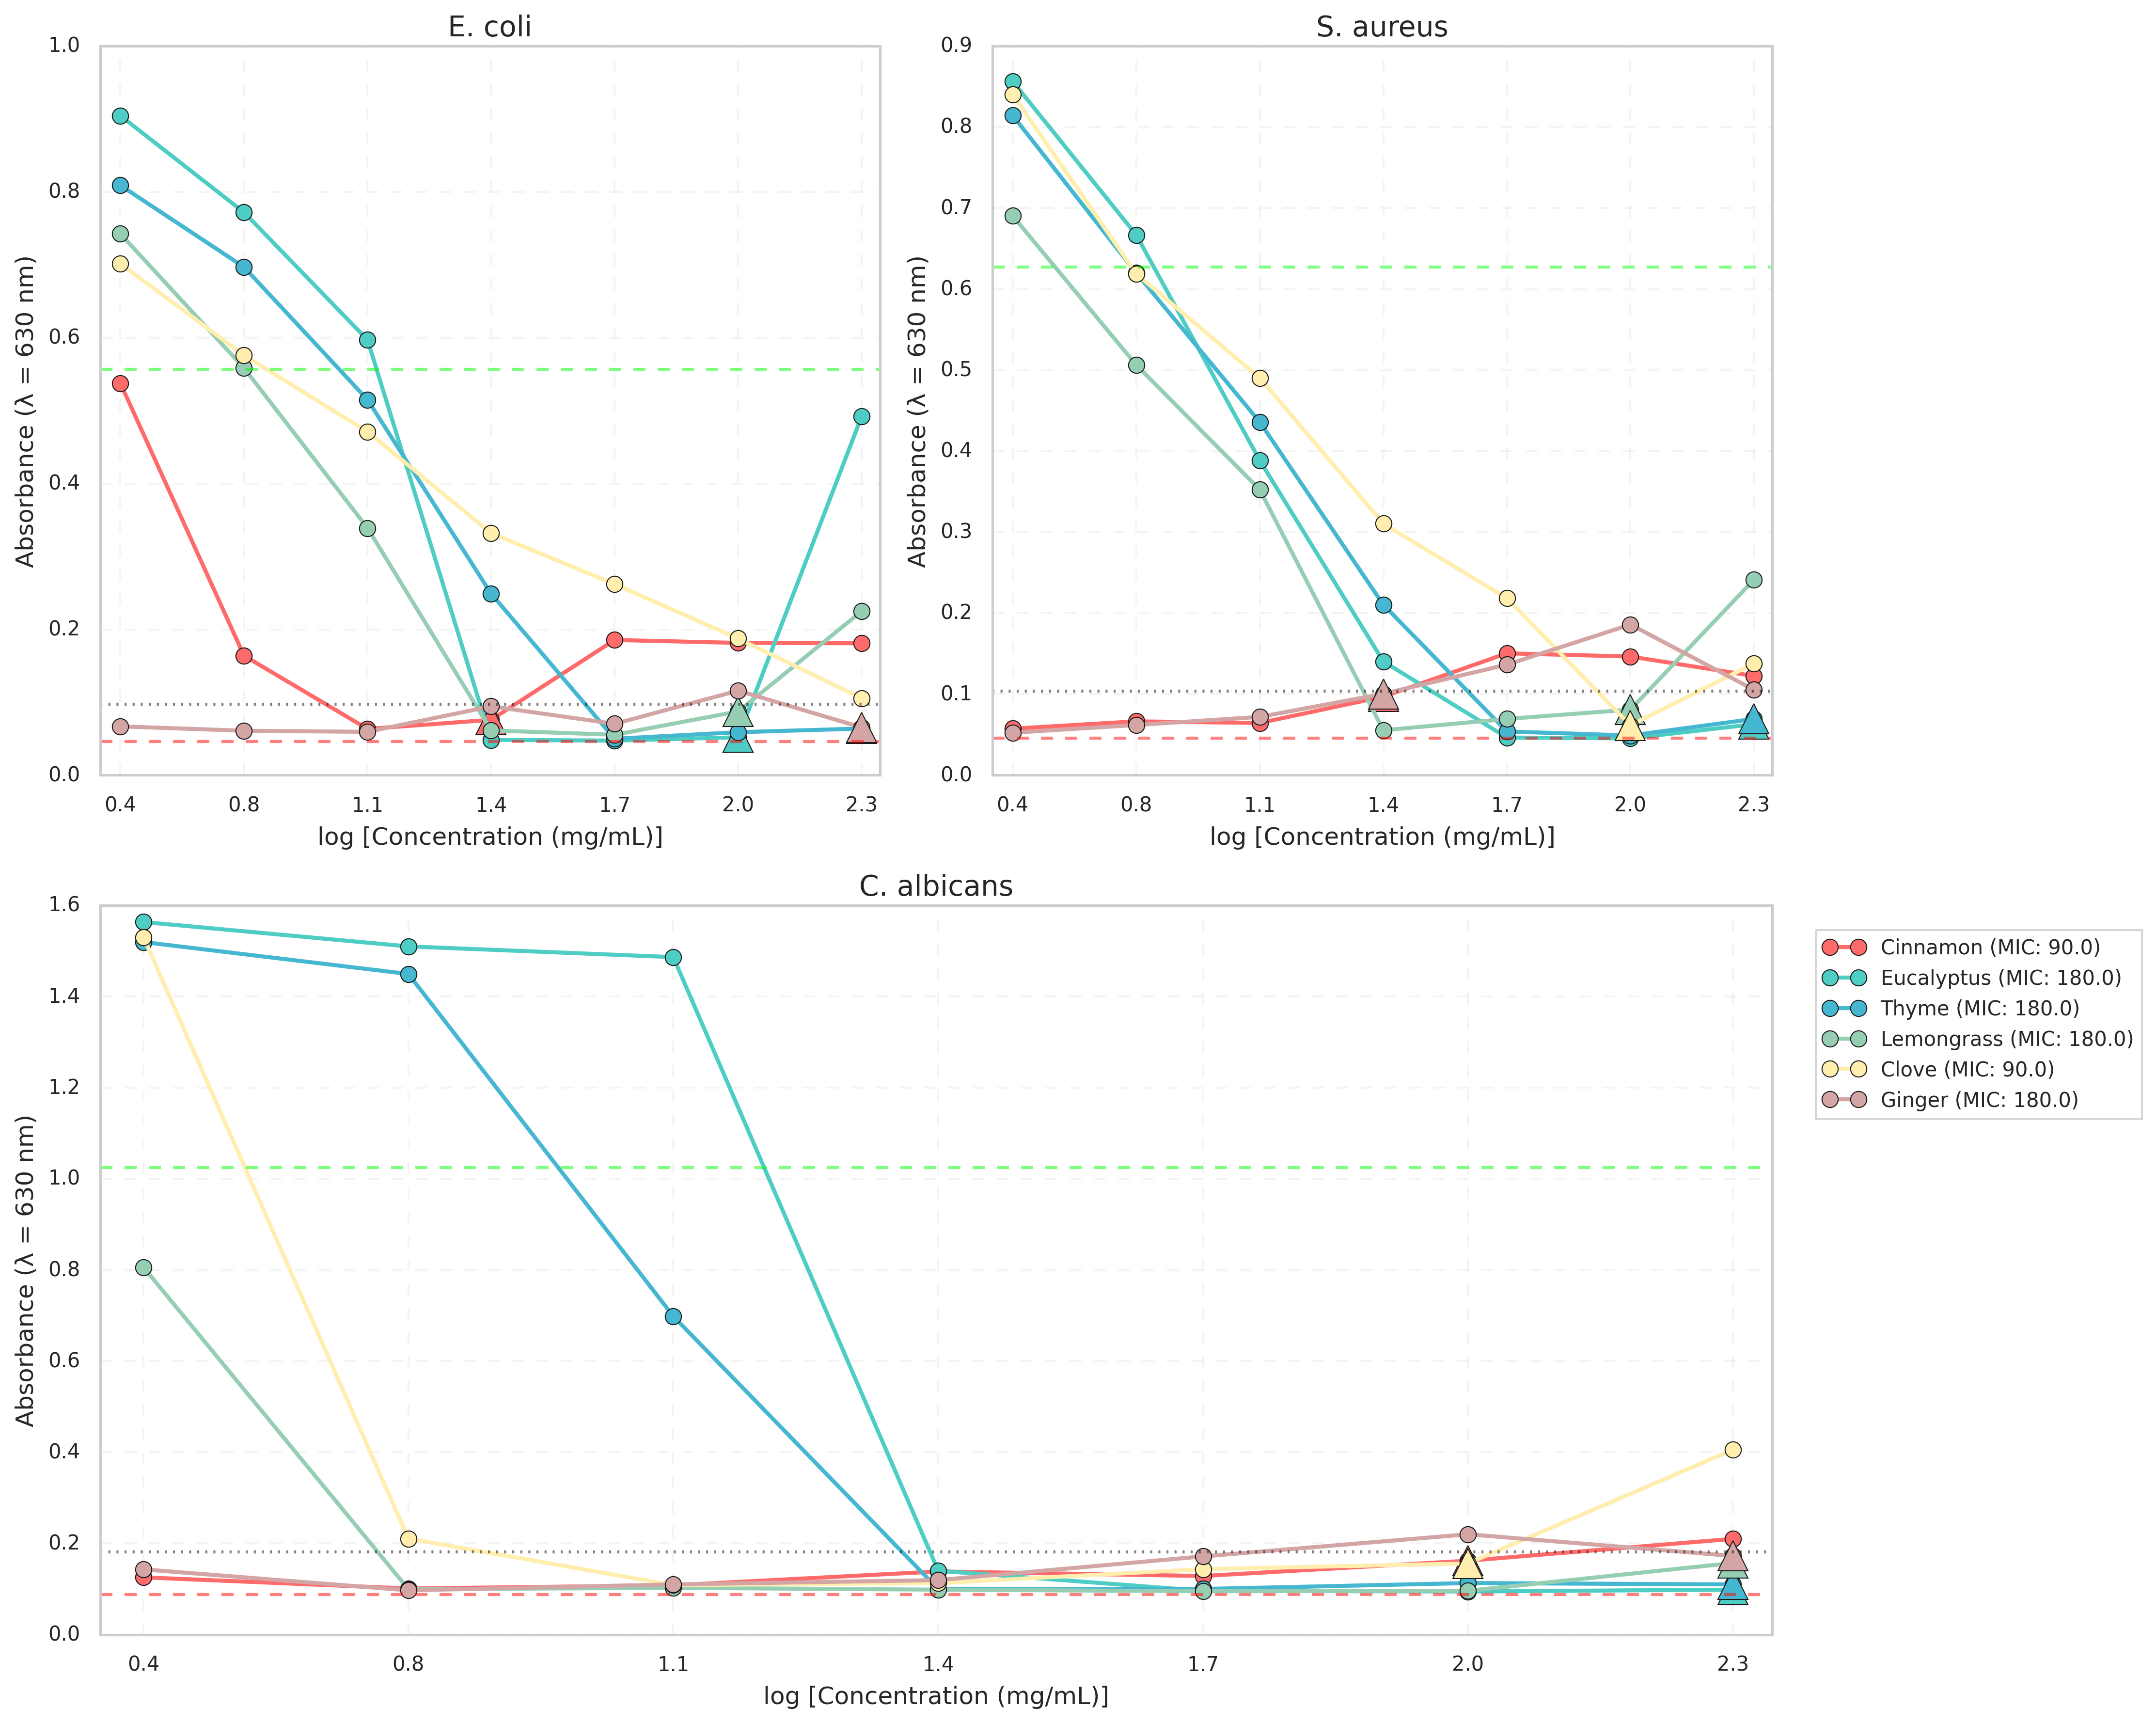 E. coli
1.0
0.8
0.6
0.4
0.2
0.0
Absorbance (λ = 630 nm)
0.4 0.8 1.1 1.4 1.7 2.0 2.3
log [Concentration (mg/mL)]
S. aureus
0.9
0.8
0.7
0.6
0.5
0.4
0.3
0.2
0.1
0.0
Absorbance (λ = 630 nm)
0.4 0.8 1.1 1.4 1.7 2.0 2.3
log [Concentration (mg/mL)]
C. albicans
1.6
1.4
1.2
1.0
0.8
0.6
0.4
0.2
0.0
Absorbance (λ = 630 nm)
0.4 0.8 1.1 1.4 1.7 2.0 2.3
log [Concentration (mg/mL)]
Cinnamon (MIC: 90.0)
Eucalyptus (MIC: 180.0)
Thyme (MIC: 180.0)
Lemongrass (MIC: 180.0)
Clove (MIC: 90.0)
Ginger (MIC: 180.0)